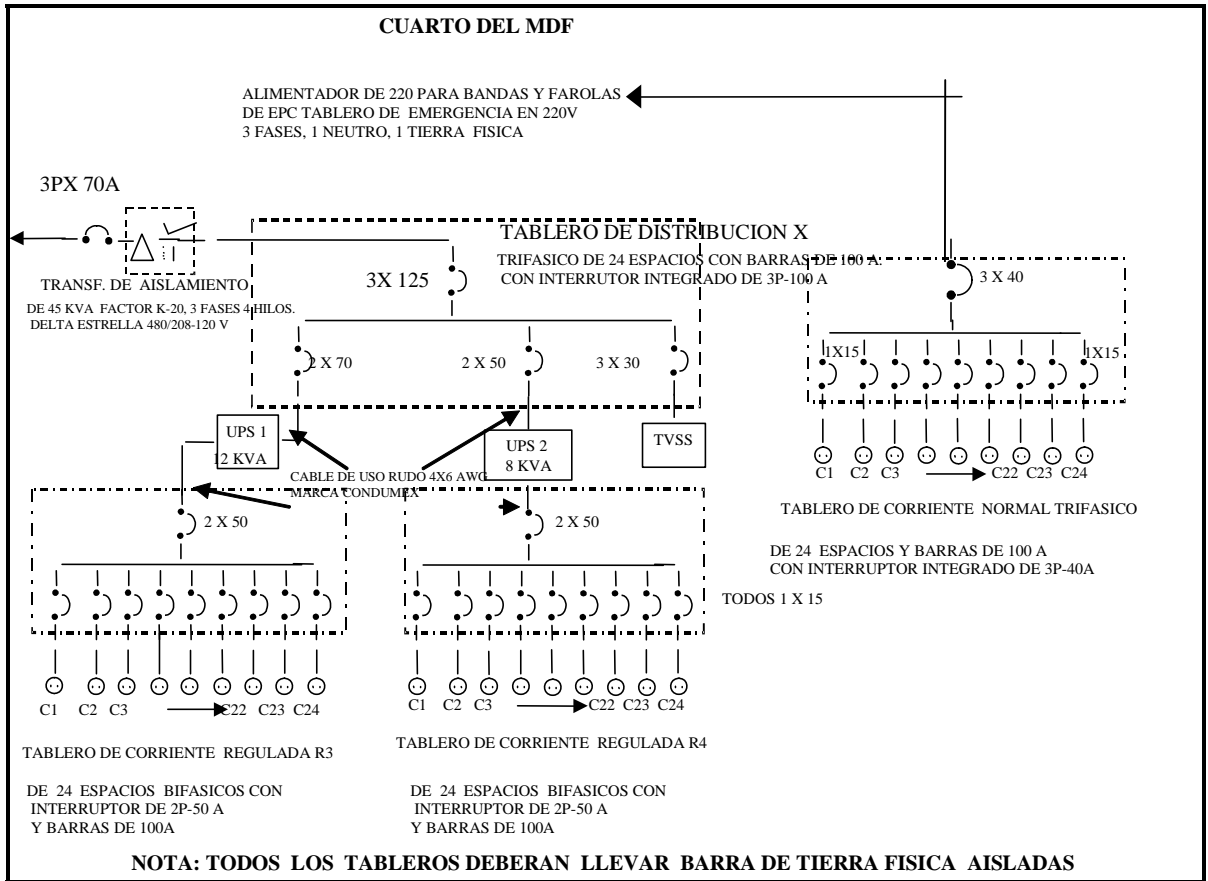 CUARTO DEL MDF
ALIMENTADOR DE 220 PARA BANDAS Y FAROLAS
DE EPC TABLERO DE EMERGENCIA EN 220V
3 FASES, 1 NEUTRO, 1 TIERRA FISICA
3PX 70A
TRANSF. DE AISLAMIENTO
DE 45 KVA FACTOR K-20, 3 FASES 4 HILOS.
DELTA ESTRELLA 480/208-120 V
TABLERO DE DISTRIBUCION X
TRIFASICO DE 24 ESPACIOS CON BARRAS DE 100 A.
CON INTERRUTOR INTEGRADO DE 3P-100 A
3X 125
2 X 70
2 X 50
3 X 30
3 X 40
1X15
1X15
UPS 1
12 KVA
UPS 2
8 KVA
TVSS
CABLE DE USO RUDO 4X6 AWG
MARCA CONDUMEX
C1 C2 C3 C22 C23 C24
TABLERO DE CORRIENTE NORMAL TRIFASICO
DE 24 ESPACIOS Y BARRAS DE 100 A
CON INTERRUPTOR INTEGRADO DE 3P-40A
2 X 50
2 X 50
TODOS 1 X 15
C1 C2 C3 C22 C23 C24
C1 C2 C3 C22 C23 C24
TABLERO DE CORRIENTE REGULADA R3
DE 24 ESPACIOS BIFASICOS CON
INTERRUPTOR DE 2P-50 A
Y BARRAS DE 100A
TABLERO DE CORRIENTE REGULADA R4
DE 24 ESPACIOS BIFASICOS CON
INTERRUPTOR DE 2P-50 A
Y BARRAS DE 100A
NOTA: TODOS LOS TABLEROS DEBERAN LLEVAR BARRA DE TIERRA FISICA AISLADAS